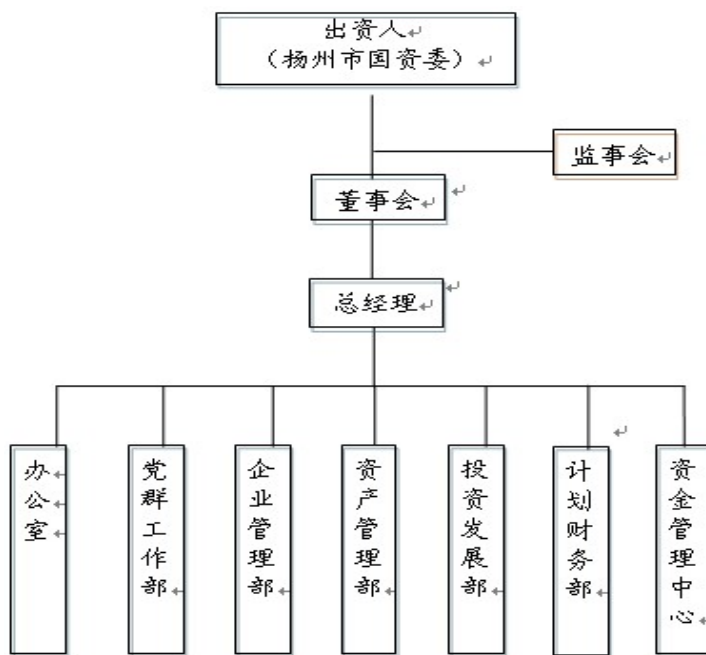 出资人
（扬州市国资委）
监事会
董事会
总经理
办公室
党群工作部
企业管理部
资产管理部
投资发展部
计划财务部
资金管理中心